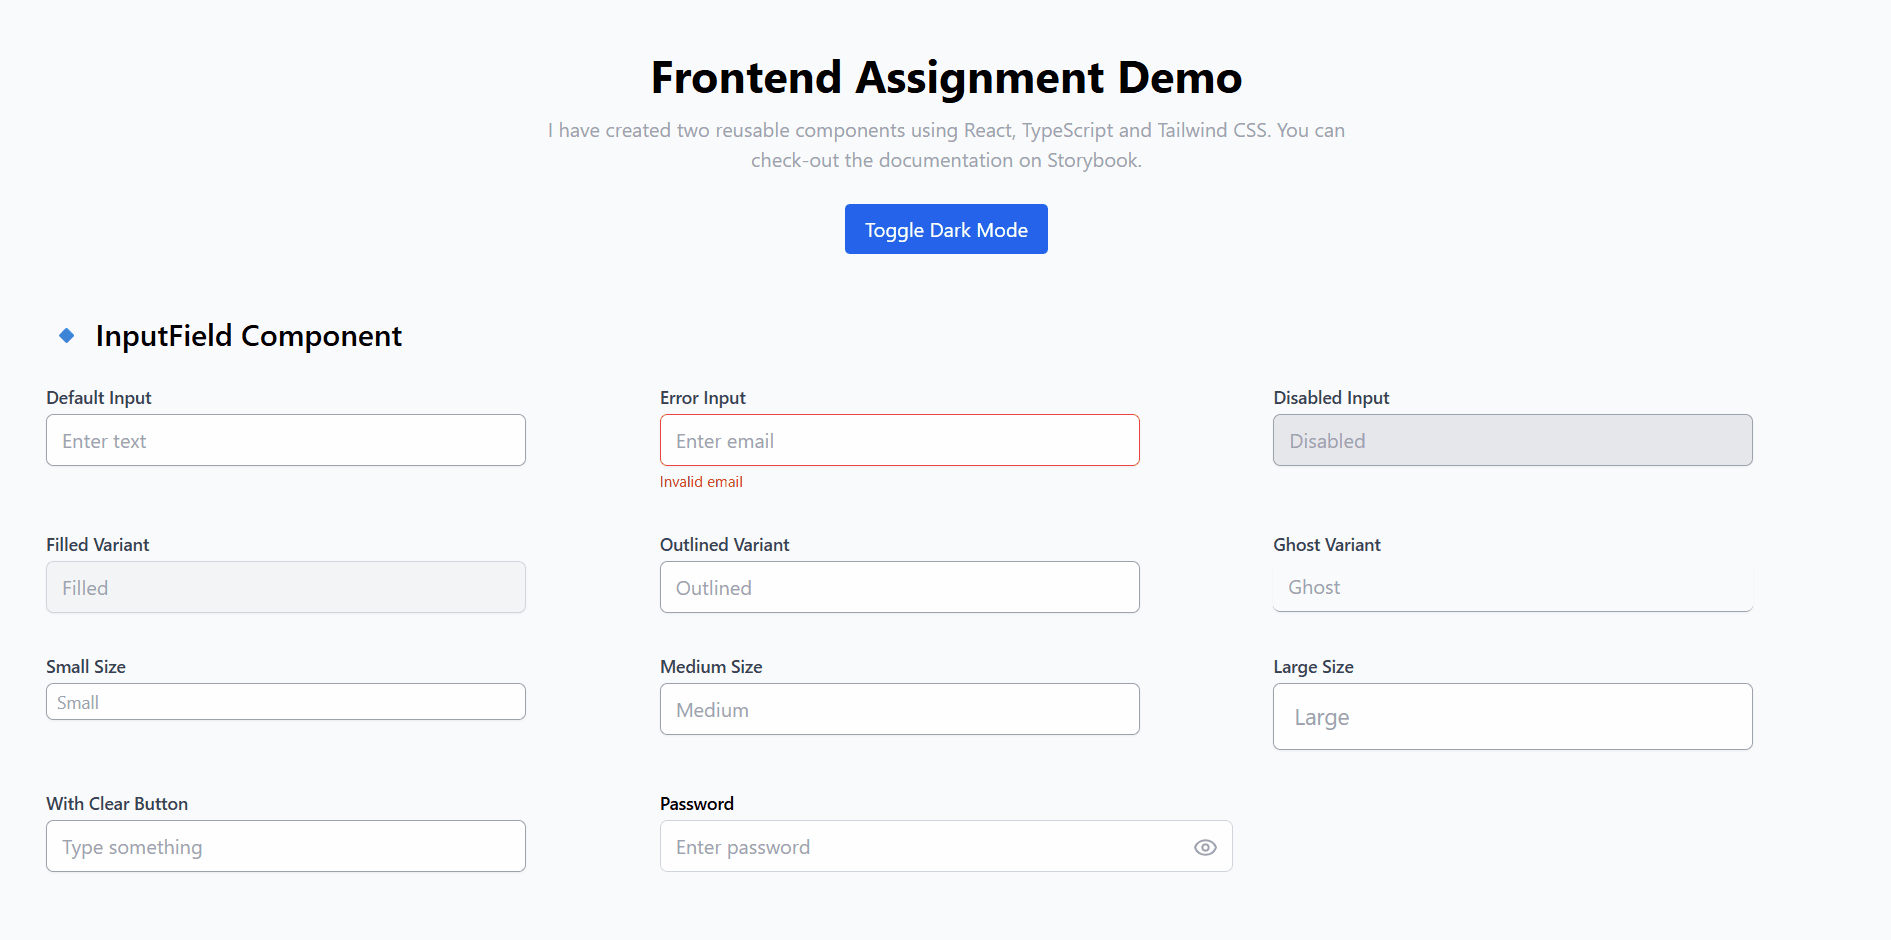 Frontend Assignment Demo
I have created two reusable components using React, TypeScript and Tailwind CSS. You can
check-out the documentation on Storybook.
Toggle Dark Mode
InputField Component
Default Input
Enter text
Error Input
Enter email
Invalid email
Disabled Input
Disabled
Filled Variant
Filled
Outlined Variant
Outlined
Ghost Variant
Ghost
Small Size
Small
Medium Size
Medium
Large Size
Large
With Clear Button
Type something
Password
Enter password